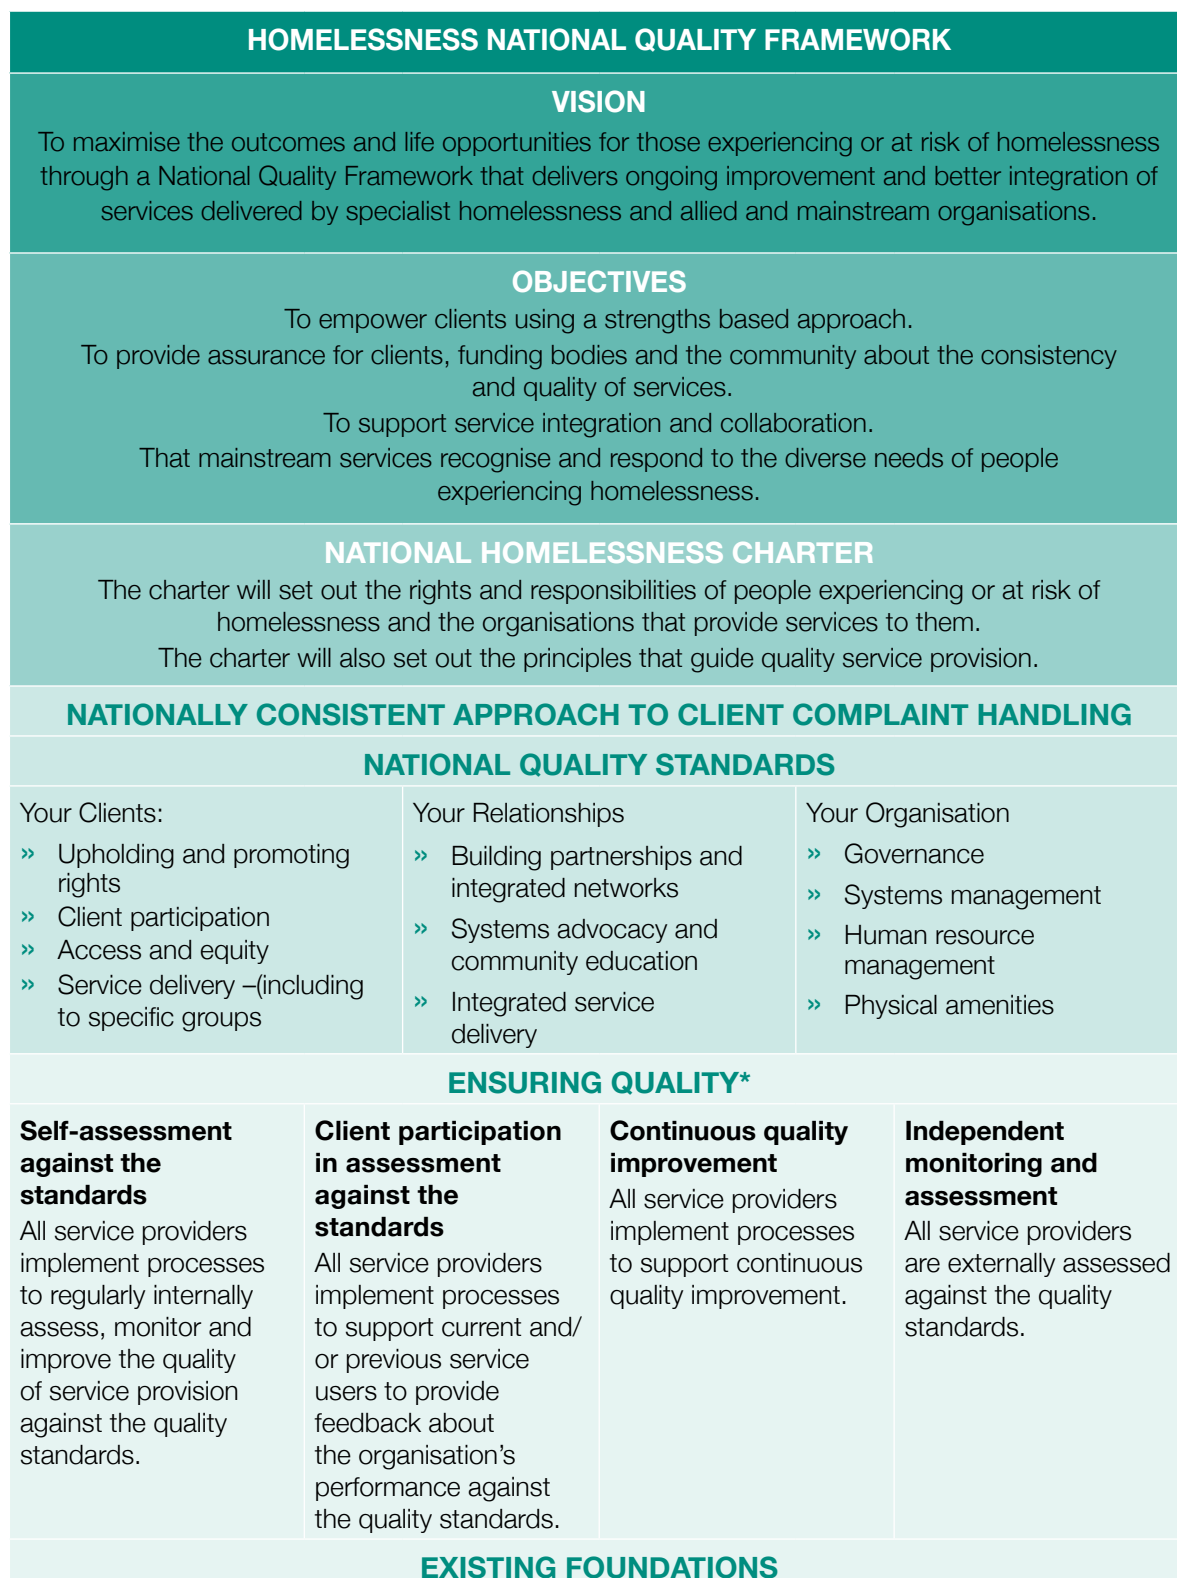 HOMELESSNESS NATIONAL QUALITY FRAMEWORK
VISION
To maximise the outcomes and life opportunities for those experiencing or at risk of homelessness
through a National Quality Framework that delivers ongoing improvement and better integration of
services delivered by specialist homelessness and allied and mainstream organisations.
OBJECTIVES
To empower clients using a strengths based approach.
To provide assurance for clients, funding bodies and the community about the consistency
and quality of services.
To support service integration and collaboration.
That mainstream services recognise and respond to the diverse needs of people
experiencing homelessness.
NATIONAL HOMELESSNESS CHARTER
The charter will set out the rights and responsibilities of people experiencing or at risk of
homelessness and the organisations that provide services to them.
The charter will also set out the principles that guide quality service provision.
NATIONALLY CONSISTENT APPROACH TO CLIENT COMPLAINT HANDLING
NATIONAL QUALITY STANDARDS
Your Clients:
» Upholding and promoting
rights
» Client participation
» Access and equity
» Service delivery –(including
to specific groups
Your Relationships
» Building partnerships and
integrated networks
» Systems advocacy and
community education
» Integrated service
delivery
Your Organisation
» Governance
» Systems management
» Human resource
management
» Physical amenities
ENSURING QUALITY*
Self-assessment
against the
standards
All service providers
implement processes
to regularly internally
assess, monitor and
improve the quality
of service provision
against the quality
standards.
Client participation
in assessment
against the
standards
All service providers
implement processes
to support current and/
or previous service
users to provide
feedback about
the organisation's
performance against
the quality standards.
Continuous quality
improvement
All service providers
implement processes
to support continuous
quality improvement.
Independent
monitoring and
assessment
All service providers
are externally assessed
against the quality
standards.
EXISTING FOUNDATIONS